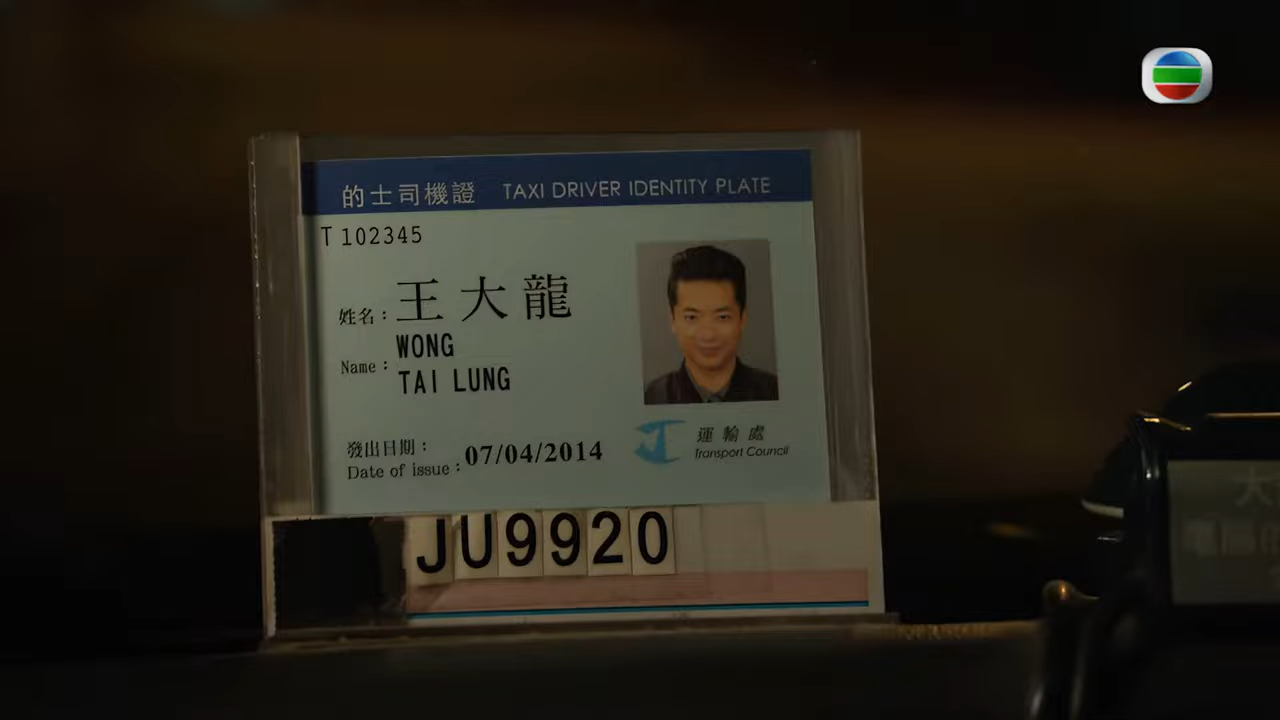 的士司機證 TAXI DRIVER IDENTITY PLATE
T 102345
姓名：王大龍
Name： WONG
TAI LUNG
發出日期：
Date of issue： 07/04/2014
運輸處
Transport Council
JU9920
大